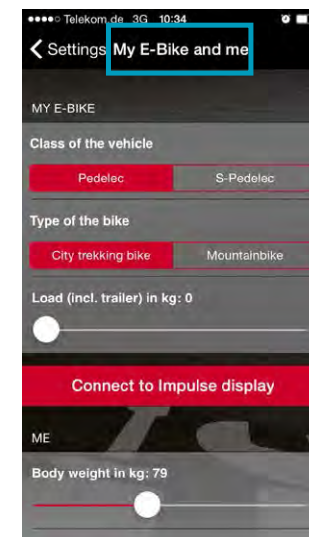 Telekom.de 3G 10:34
Settings My E-Bike and me
MY E-BIKE
Class of the vehicle
Pedelec S-Pedelec
Type of the bike
City trekking bike Mountainbike
Load (incl. trailer) in kg: 0
Connect to Impulse display
ME
Body weight in kg: 79